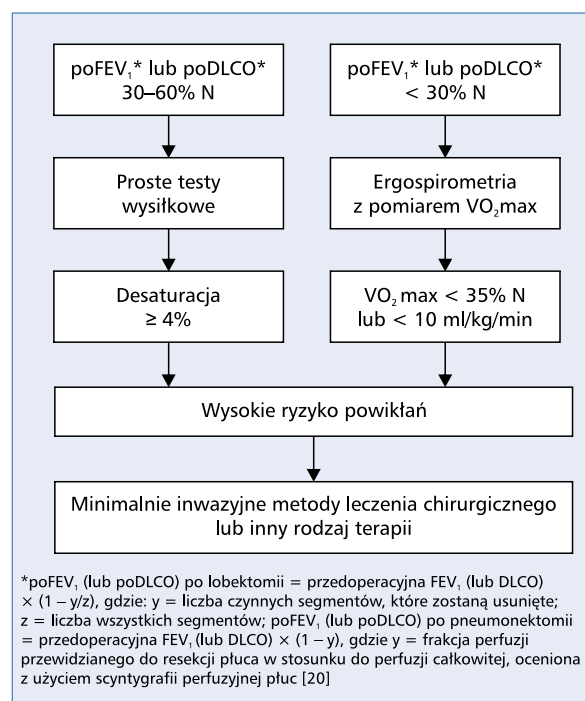 poFEV₁* lub poDLCO*
30–60% N
poFEV₁* lub poDLCO*
< 30% N
Proste testy
wysiłkowe
Ergospirometria
z pomiarem VO₂max
Desaturacja
≥ 4%
VO₂ max < 35% N
lub < 10 ml/kg/min
Wysokie ryzyko powikłań
Minimalnie inwazyjne metody leczenia chirurgicznego
lub inny rodzaj terapii
*poFEV₁ (lub poDLCO) po lobektomii = przedoperacyjna FEV₁ (lub DLCO)
× (1 – y/z), gdzie: y = liczba czynnych segmentów, które zostaną usunięte;
z = liczba wszystkich segmentów; poFEV₁ (lub poDLCO) po pneumonektomii
= przedoperacyjna FEV₁ (lub DLCO) × (1 – y), gdzie y = frakcja perfuzji
przewidzianego do resekcji płuca w stosunku do perfuzji całkowitej, oceniona
z użyciem scyntygrafii perfuzyjnej płuc [20]